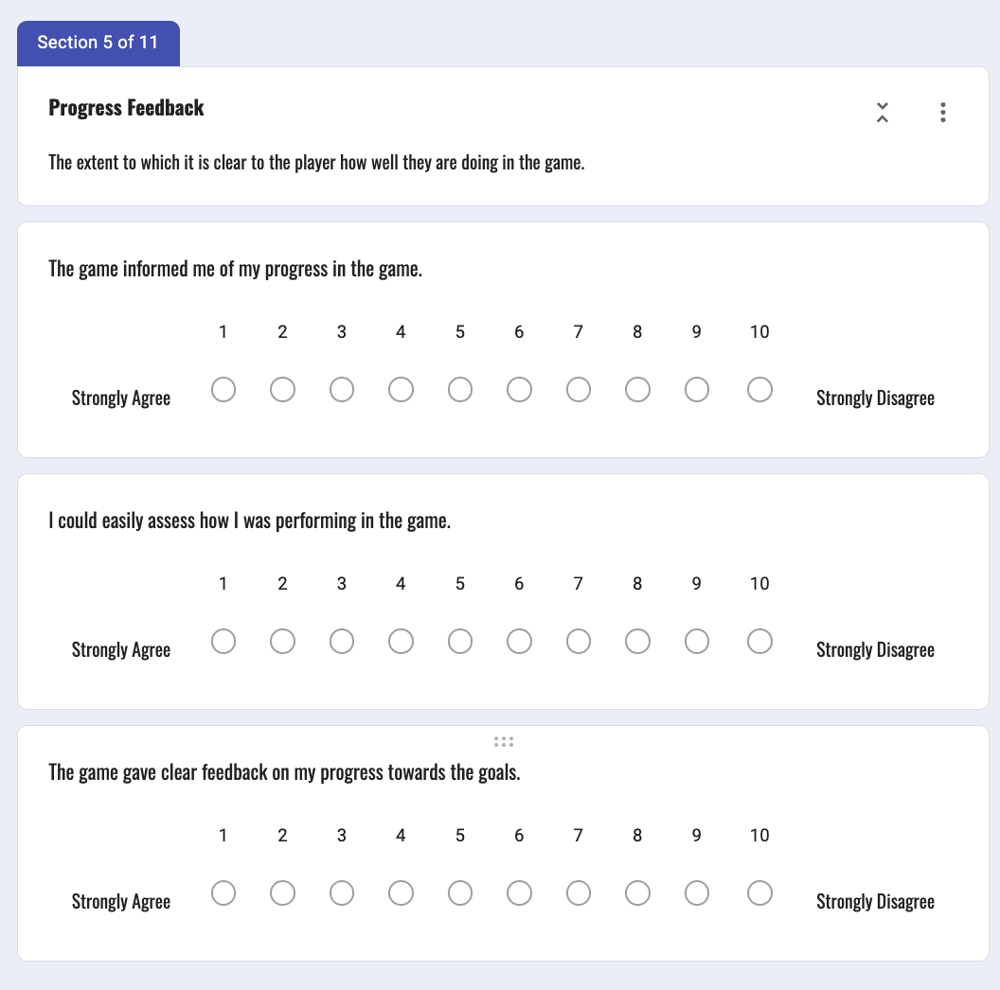 Section 5 of 11
Progress Feedback
The extent to which it is clear to the player how well they are doing in the game.
The game informed me of my progress in the game.
1 2 3 4 5 6 7 8 9 10
Strongly Agree Strongly Disagree
I could easily assess how I was performing in the game.
1 2 3 4 5 6 7 8 9 10
Strongly Agree Strongly Disagree
The game gave clear feedback on my progress towards the goals.
1 2 3 4 5 6 7 8 9 10
Strongly Agree Strongly Disagree